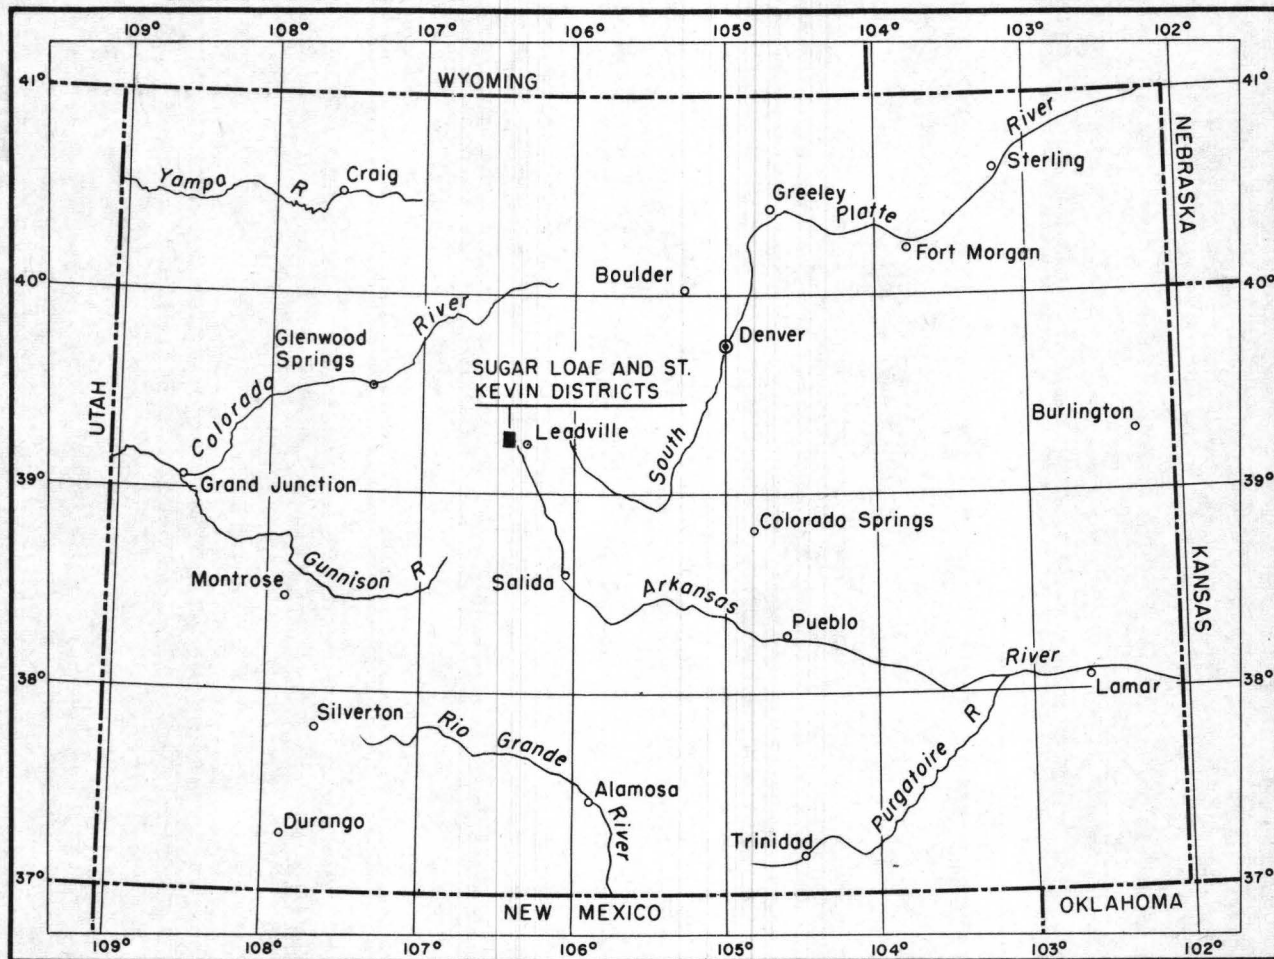 109° 108° 107° 106° 105° 104° 103° 102°
41° WYOMING 41°
NEBRASKA
River
Sterling
Yampa R Craig
Greeley
Platte
Fort Morgan
40° Boulder 40°
River
Glenwood
Springs
Denver
SUGAR LOAF AND ST.
KEVIN DISTRICTS
UTAH
Colorado
Leadville
South
Burlington
39° Grand Junction 39°
Colorado Springs
KANSAS
Gunnison R
Montrose
Salida
Arkansas
Pueblo
River
38° Lamar 38°
Silverton
Rio Grande River
R
Purgatoire
Alamosa
Durango
Trinidad
37° 37°
NEW MEXICO
OKLAHOMA
109° 108° 107° 106° 105° 104° 103° 102°